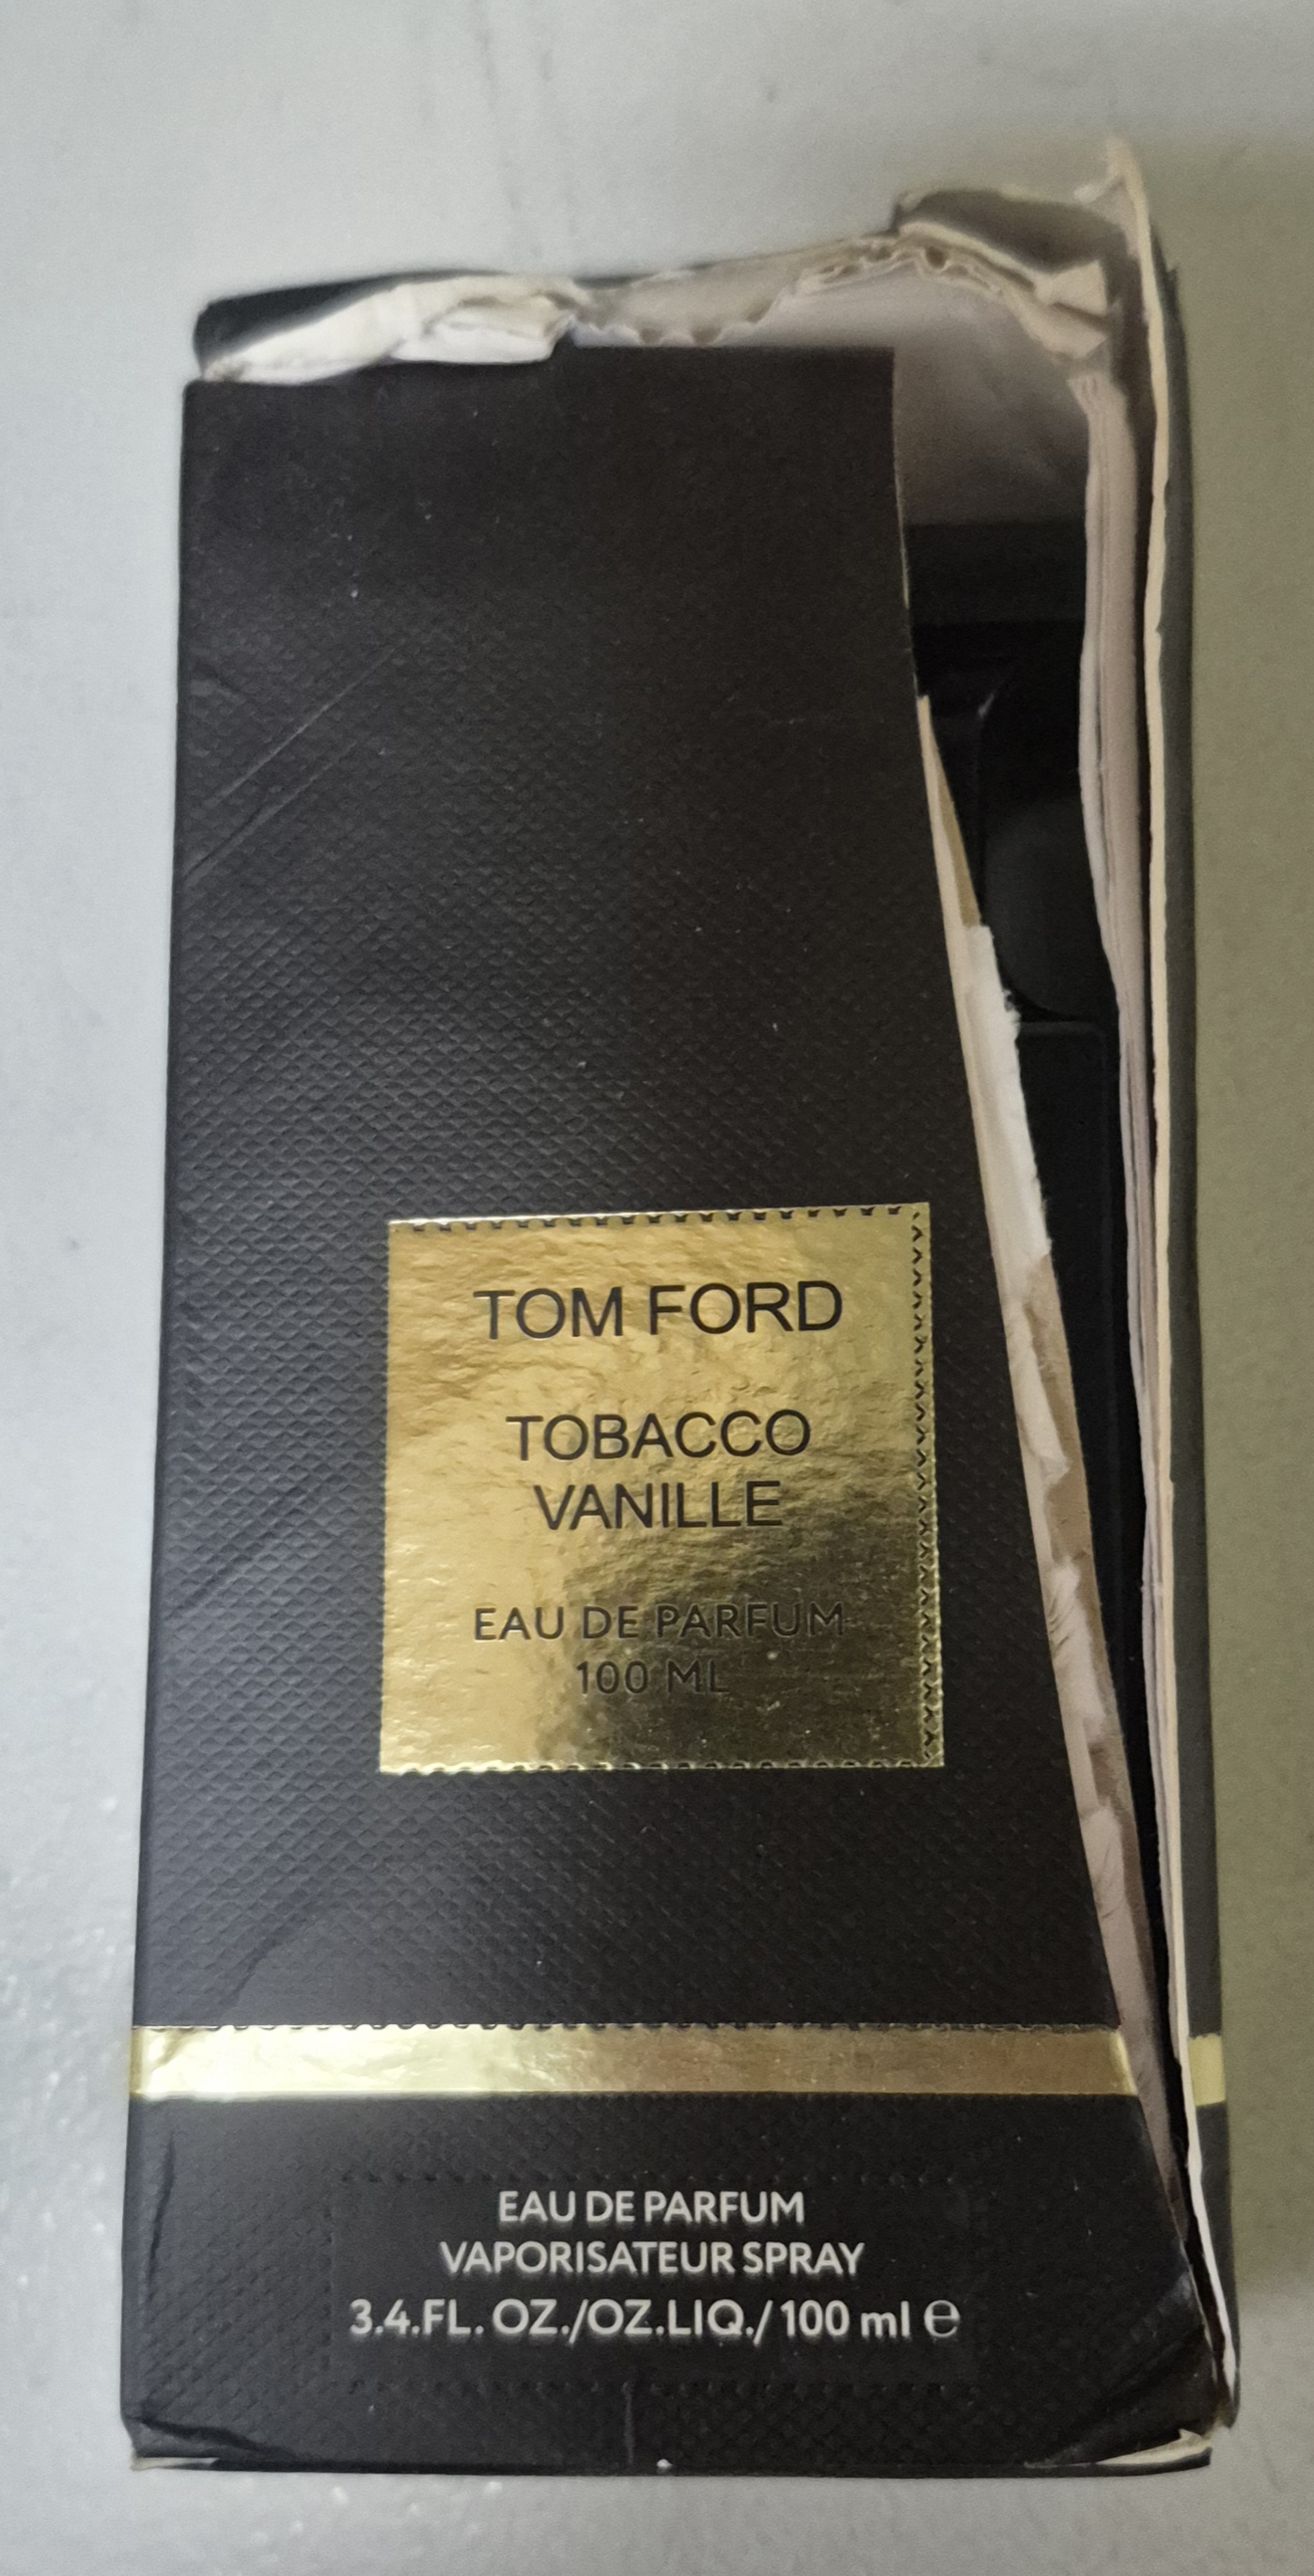 TOM FORD
TOBACCO
VANILLE
EAU DE PARFUM
100 ML
EAU DE PARFUM
VAPORISATEUR SPRAY
3.4.FL. OZ./OZ.LIQ./ 100 ml ℮